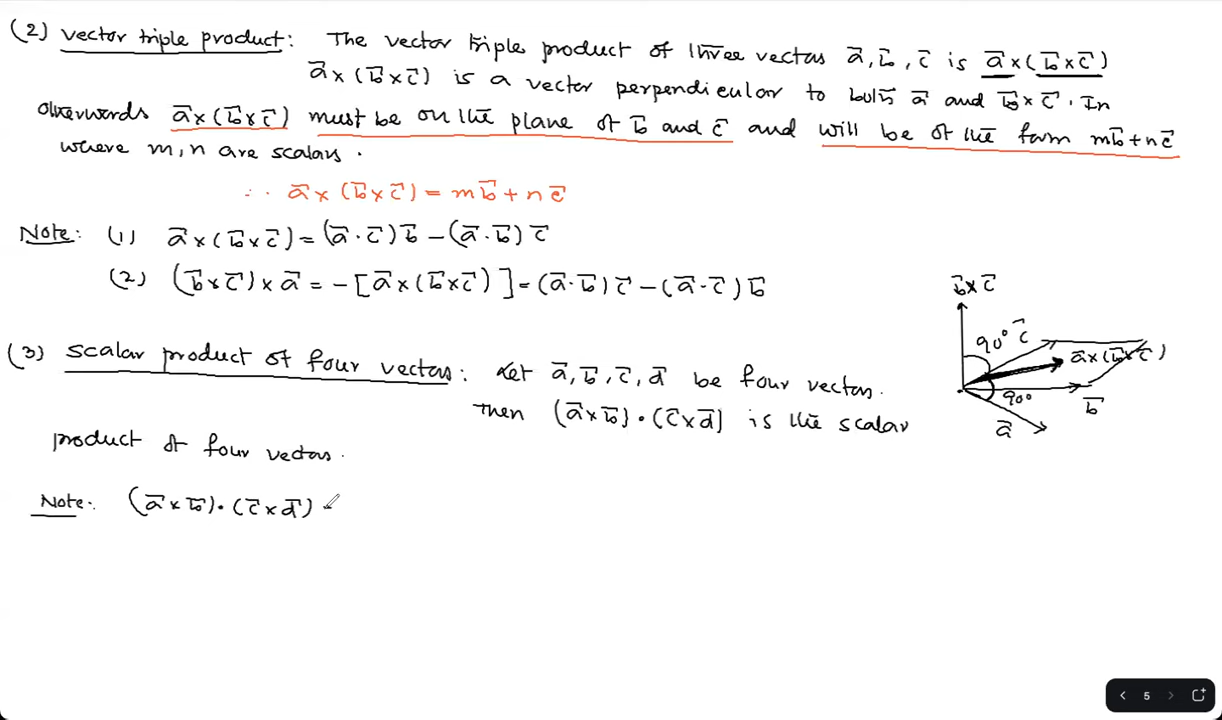 (2) vector triple product: The vector triple product of three vectors a̅, b̅, c̅ is a̅×(b̅×c̅)
a̅×(b̅×c̅) is a vector perpendicular to both a̅ and b̅×c̅. In
otherwords a̅×(b̅×c̅) must be on the plane of b̅ and c̅ and will be of the form mb̅+nc̅
where m,n are scalars.
∴ a̅×(b̅×c̅) = mb̅+nc̅
Note: (1) a̅×(b̅×c̅) = (a̅·c̅)b̅ − (a̅·b̅)c̅
(2) (b̅×c̅)×a̅ = −[a̅×(b̅×c̅)] = (a̅·b̅)c̅ − (a̅·c̅)b̅
b̅×c̅
90° c̅
a̅×(b̅×c̅)
90°
b̅
a̅
(3) scalar product of four vectors: Let a̅, b̅, c̅, d̅ be four vectors.
Then (a̅×b̅)·(c̅×d̅] is the scalar
product of four vectors.
Note:. (a̅×b̅)·(c̅×d̅)
< 5 >